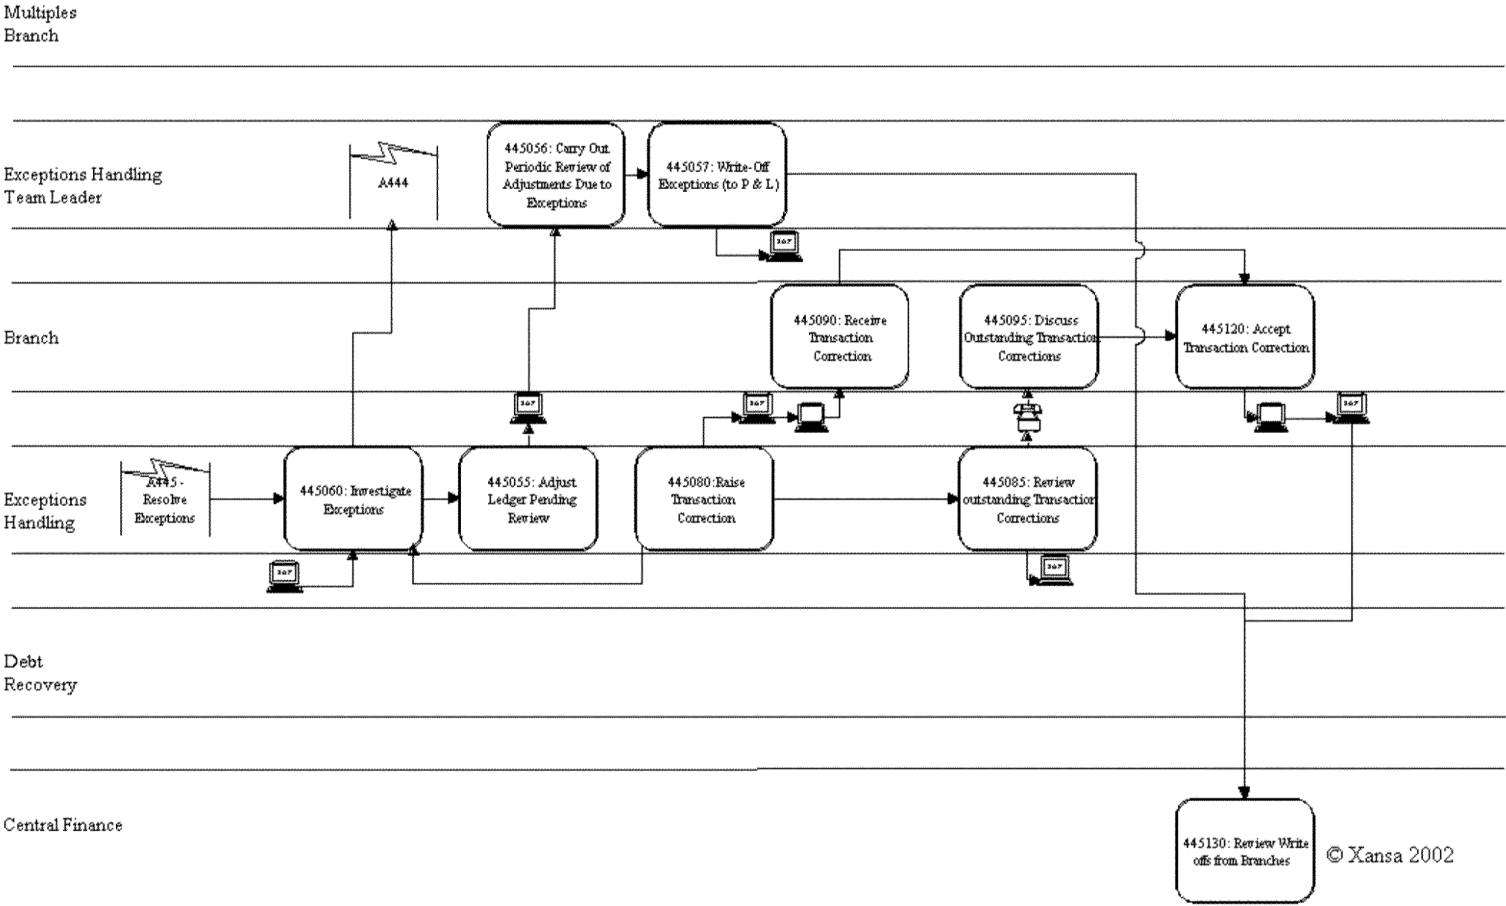 Multiples
Branch
Exceptions Handling
Team Leader
A444
445056: Carry Out
Periodic Review of
Adjustments Due to
Exceptions
445057: Write-Off
Exceptions (to P & L)
Branch
445090: Receive
Transaction
Correction
445095: Discuss
Outstanding Transaction
Corrections
445120: Accept
Transaction Correction
Exceptions
Handling
A445 -
Resolve
Exceptions
445060: Investigate
Exceptions
445055: Adjust
Ledger Pending
Review
445080:Raise
Transaction
Correction
445085: Review
outstanding Transaction
Corrections
Debt
Recovery
Central Finance
445130: Review Write
offs from Branches
© Xansa 2002